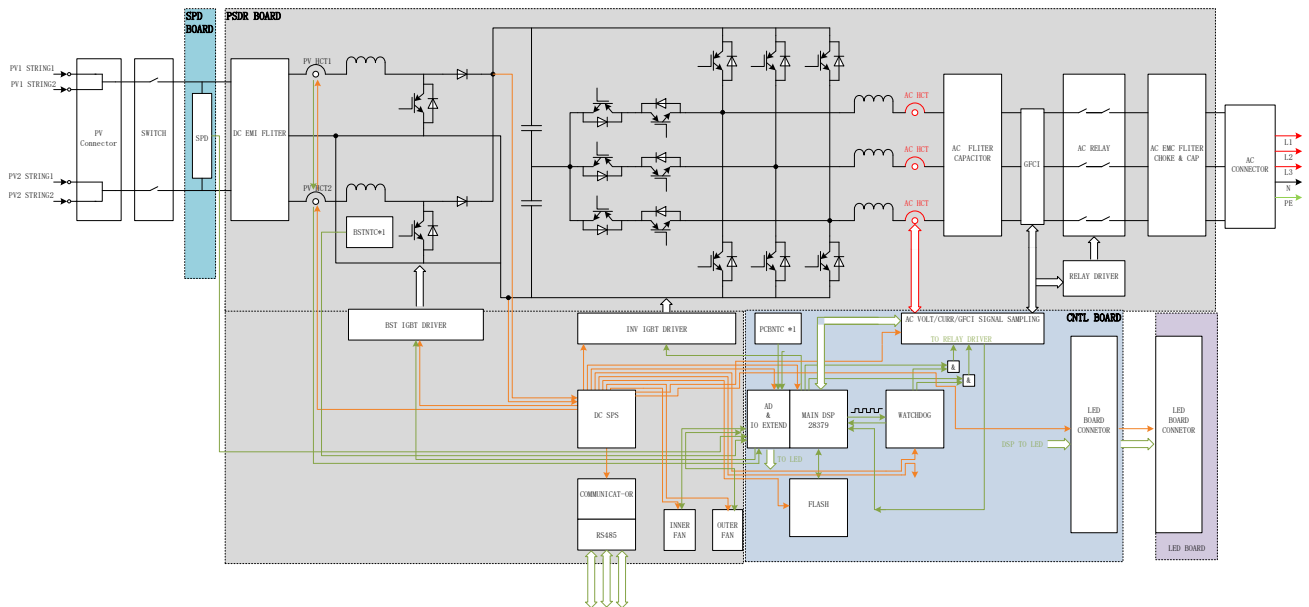 SPD
BOARD
PSDR BOARD
PV1 STRING1
PV1 STRING2
PV2 STRING1
PV2 STRING2
PV
Connector
SWITCH
SPD
DC EMI FLITER
PV HCT1
PV HCT2
BSTNTC*1
AC HCT
AC HCT
AC HCT
AC FLITER
CAPACITOR
GFCI
AC RELAY
AC EMC FLITER
CHOKE & CAP
AC
CONNECTOR
L1
L2
L3
N
PE
RELAY DRIVER
BST IGBT DRIVER
INV IGBT DRIVER
PCBNTC *1
AC VOLT/CURR/GFCI SIGNAL SAMPLING
TO RELAY DRIVER
CNTL BOARD
&
&
DC SPS
AD
&
IO EXTEND
MAIN DSP
28379
WATCHDOG
TO LED
DSP TO LED
LED
BOARD
CONNETOR
LED
BOARD
CONNETOR
COMMUNICAT-OR
RS485
INNER
FAN
OUTER
FAN
FLASH
LED BOARD